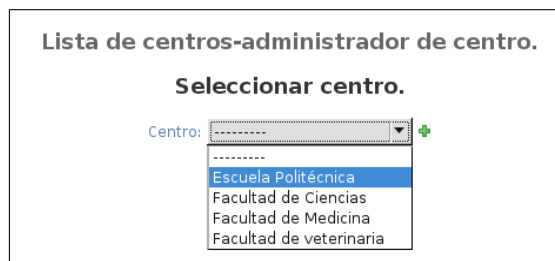 Lista de centros-administrador de centro.
Seleccionar centro.
Centro: ---------
---------
Escuela Politécnica
Facultad de Ciencias
Facultad de Medicina
Facultad de veterinaria